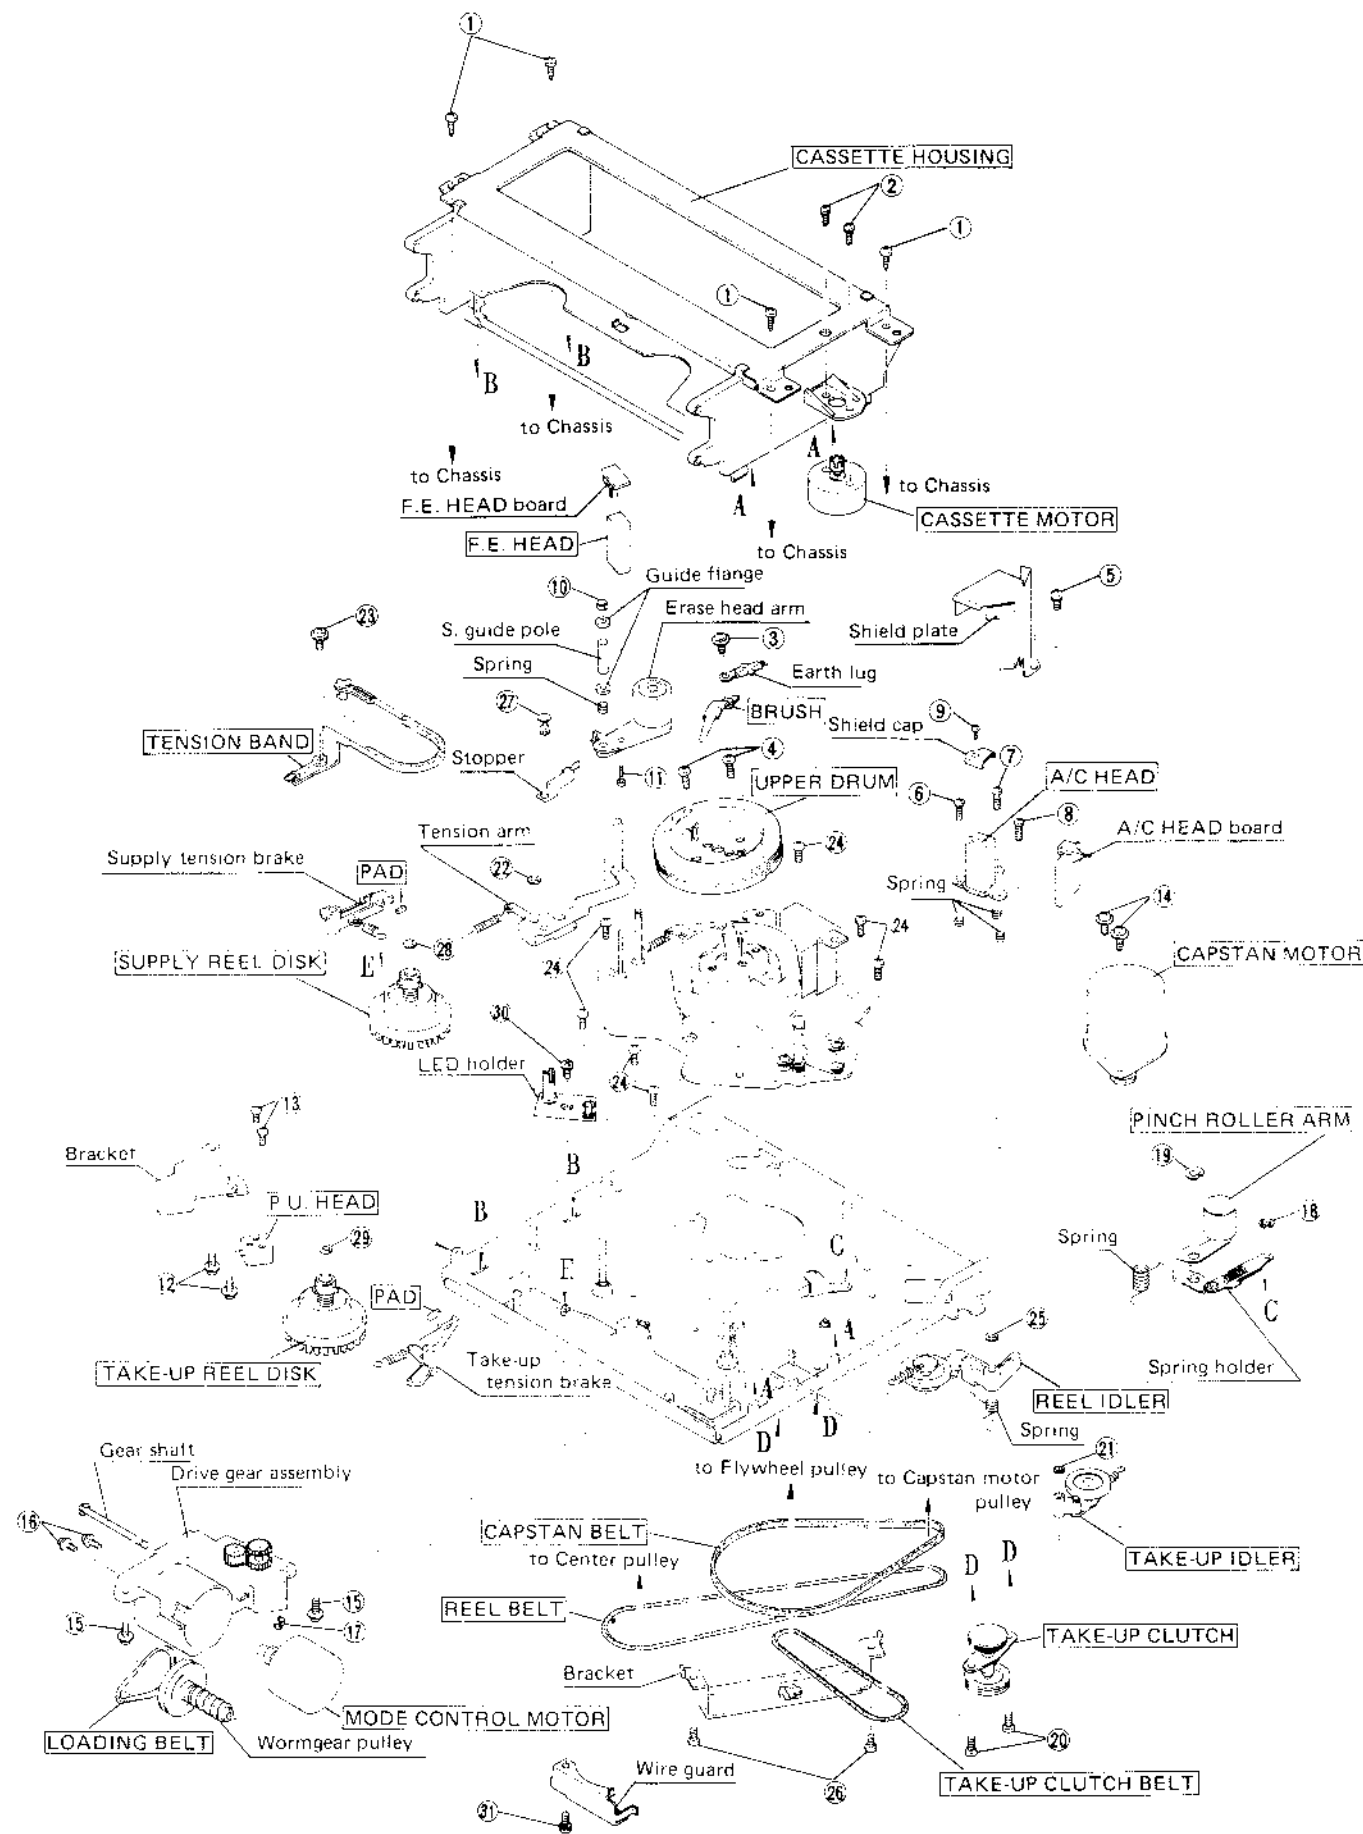 1
CASSETTE HOUSING
2
1
1
B
B
to Chassis
A
to Chassis
to Chassis
F.E. HEAD board
A
CASSETTE MOTOR
F.E. HEAD
to Chassis
Guide flange
5
10
Erase head arm
23
S. guide pole
3
Shield plate
Spring
Earth lug
27
BRUSH
9
Shield cap
TENSION BAND
4
7
Stopper
11
UPPER DRUM
A/C HEAD
6
8
Tension arm
A/C HEAD board
24
Supply tension brake
22
PAD
Spring
14
24
28
SUPPLY REEL DISK
E
24
CAPSTAN MOTOR
30
LED holder
24
13
PINCH ROLLER ARM
Bracket
B
19
P.U. HEAD
B
18
29
C
Spring
12
E
PAD
C
25
A
Take-up
tension brake
Spring holder
TAKE-UP REEL DISK
A
REEL IDLER
D
D
Spring
Gear shaft
21
Drive gear assembly
to Flywheel pulley
to Capstan motor
pulley
16
CAPSTAN BELT
to Center pulley
D
D
TAKE-UP IDLER
15
REEL BELT
15
17
TAKE-UP CLUTCH
Bracket
MODE CONTROL MOTOR
LOADING BELT
Wormgear pulley
20
Wire guard
26
TAKE-UP CLUTCH BELT
31